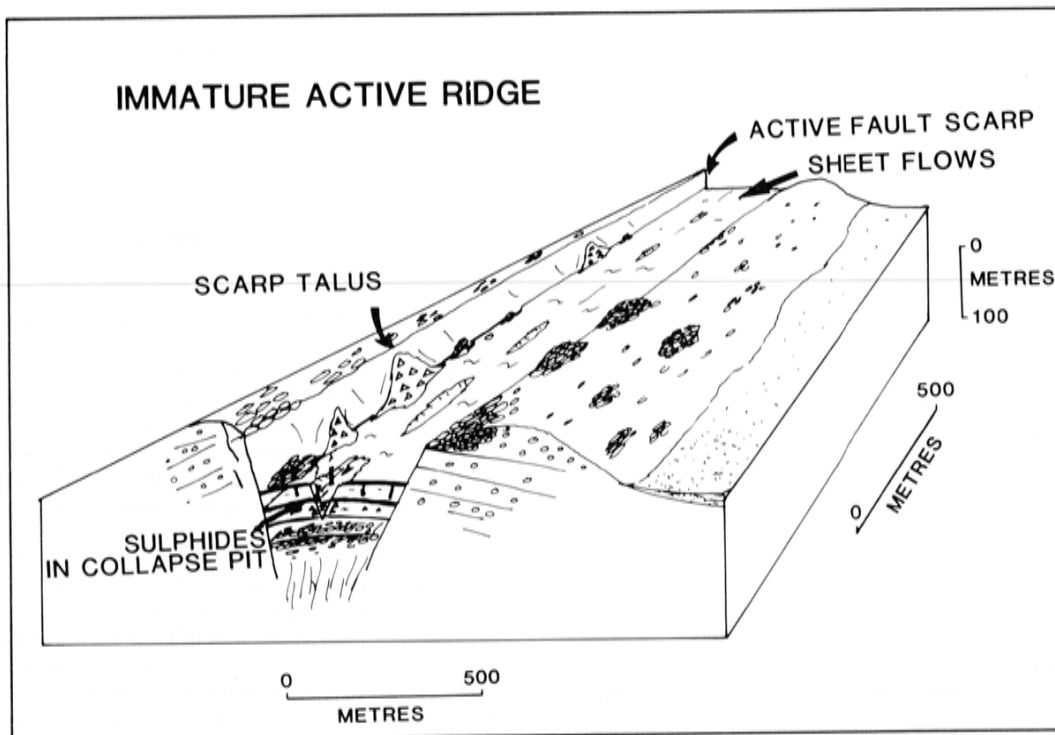 IMMATURE ACTIVE RIDGE
ACTIVE FAULT SCARP
SHEET FLOWS
SCARP TALUS
0
METRES
100
500
METRES
0
SULPHIDES
IN COLLAPSE PIT
0
500
METRES